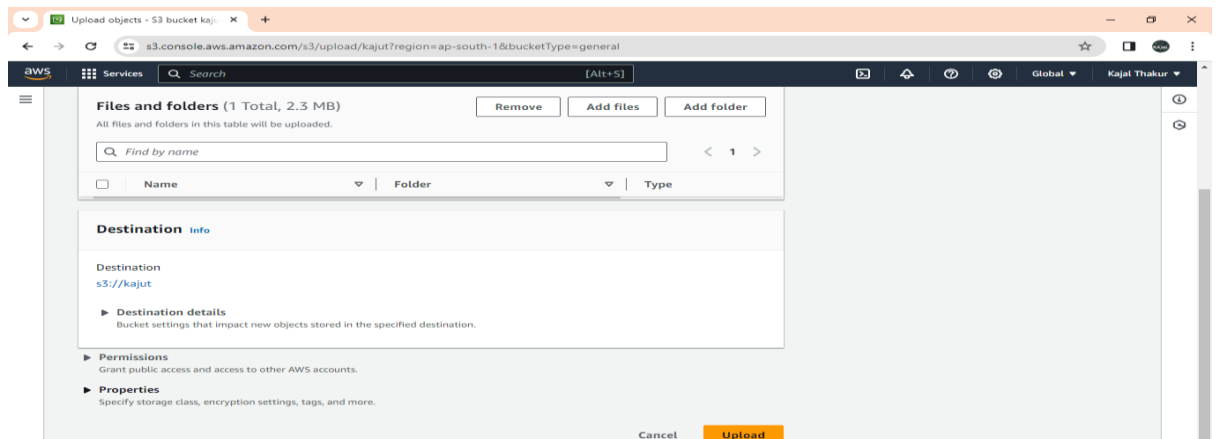 Upload objects - S3 bucket kaju
s3.console.aws.amazon.com/s3/upload/kajut?region=ap-south-1&bucketType=general
aws Services Search [Alt+S] Global Kajal Thakur
Files and folders (1 Total, 2.3 MB) Remove Add files Add folder
All files and folders in this table will be uploaded.
Find by name 1
Name Folder Type
Destination Info
Destination
s3://kajut
Destination details
Bucket settings that impact new objects stored in the specified destination.
Permissions
Grant public access and access to other AWS accounts.
Properties
Specify storage class, encryption settings, tags, and more.
Cancel Upload